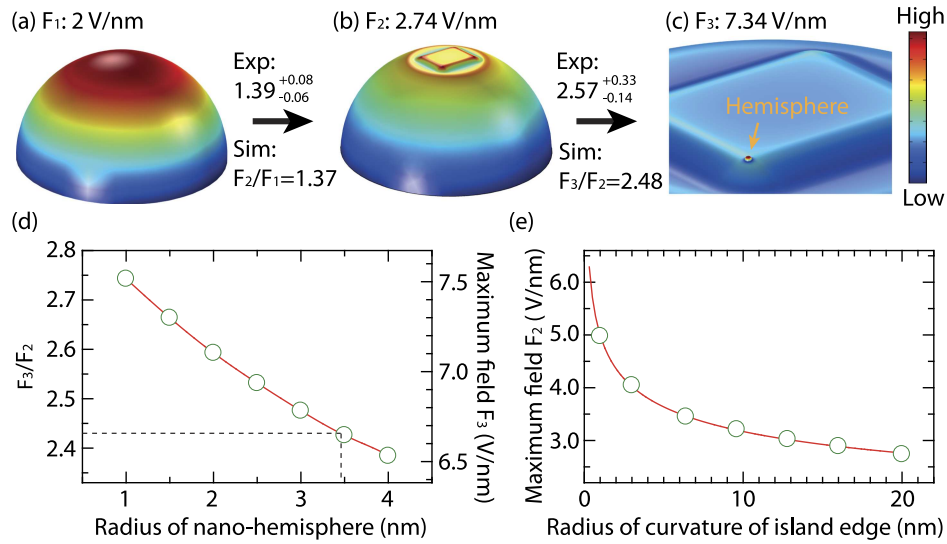 (a) F₁: 2 V/nm
(b) F₂: 2.74 V/nm
(c) F₃: 7.34 V/nm
High
Low
Exp:
1.39 +0.08 -0.06
Sim:
F₂/F₁=1.37
Exp:
2.57 +0.33 -0.14
Sim:
F₃/F₂=2.48
Hemisphere
(d)
2.8
2.7
2.6
2.5
2.4
F₃/F₂
7.5
7.0
6.5
Maximum field F₃ (V/nm)
1 2 3 4
Radius of nano-hemisphere (nm)
(e)
6.0
5.0
4.0
3.0
Maximum field F₂ ( V/nm)
0 10 20
Radius of curvature of island edge (nm)